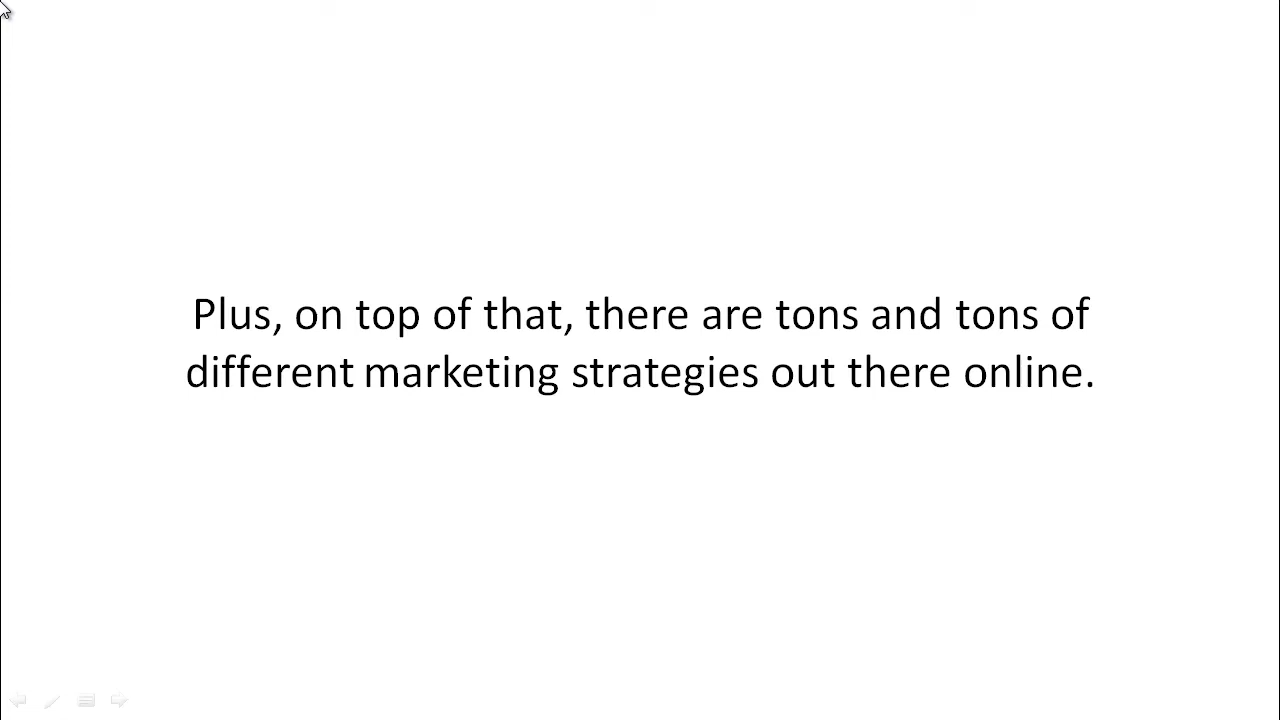 Plus, on top of that, there are tons and tons of
different marketing strategies out there online.